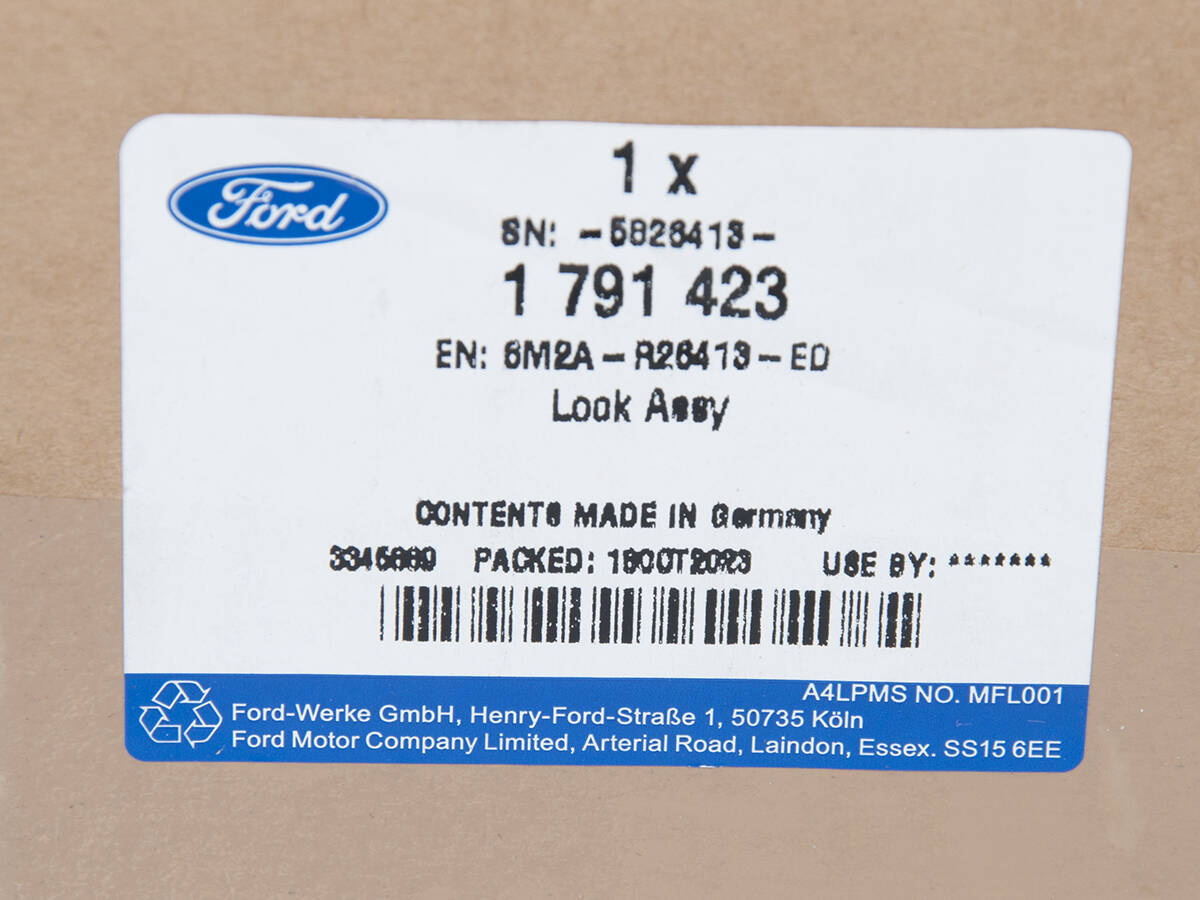 Ford
1 x
SN: -5826413-
1 791 423
EN: 6M2A-R26413-ED
Lock Assy
CONTENTS MADE IN Germany
PACKED: USE BY: *******
A4LPMS NO. MFL001
Ford-Werke GmbH, Henry-Ford-Straße 1, 50735 Köln
Ford Motor Company Limited, Arterial Road, Laindon, Essex. SS15 6EE